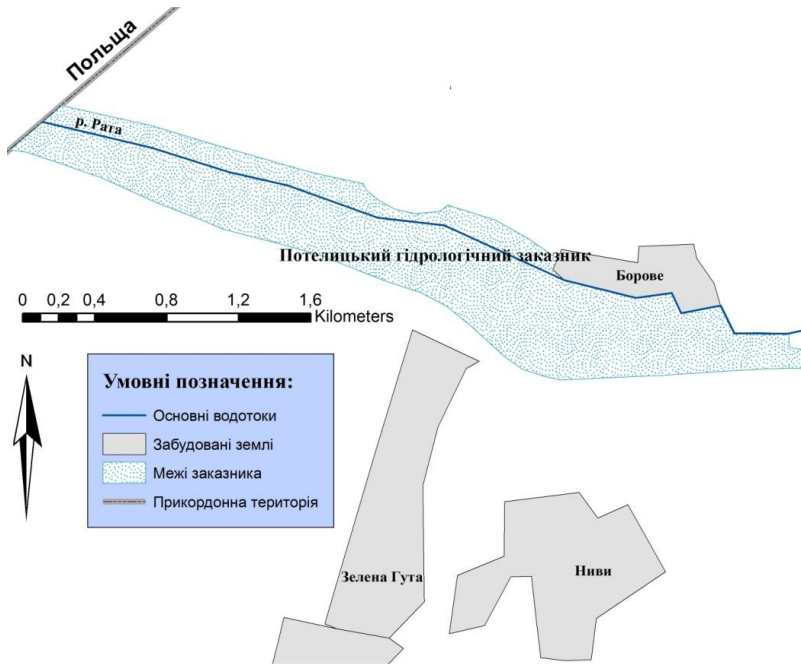 Польща
р. Рата
Потелицький гідрологічний заказник
Борове
0 0,2 0,4 0,8 1,2 1,6
Kilometers
N
Умовні позначення:
Основні водотоки
Забудовані землі
Межі заказника
Прикордонна територія
Зелена Гута
Ниви